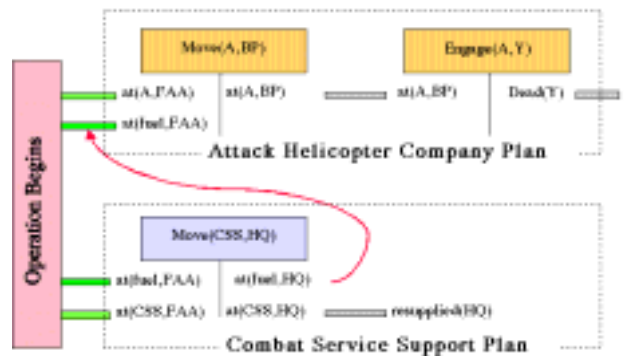 Move(A,BP)
Engage(A,Y)
at(A,FAA)
at(A,BP)
at(A,BP)
Dead(Y)
at(fuel,FAA)
Attack Helicopter Company Plan
Operation Begins
Move(CSS,HQ)
at(fuel,FAA)
at(fuel,HQ)
at(CSS,FAA)
at(CSS,HQ)
resupplied(HQ)
Combat Service Support Plan